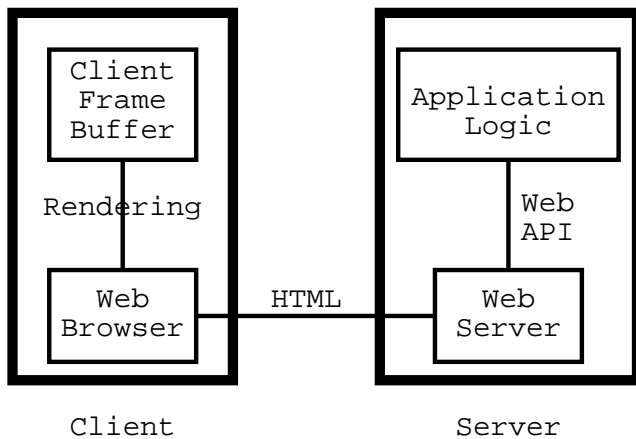 Client
Frame
Buffer
Rendering
Web
Browser
HTML
Application
Logic
Web
API
Web
Server
Client
Server